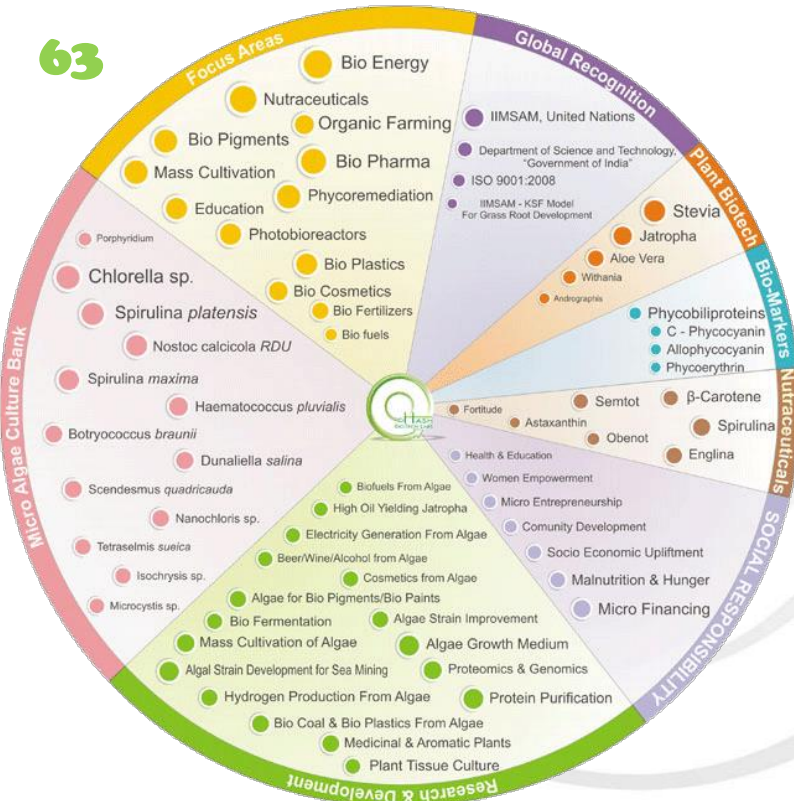 63
Focus Areas
Bio Energy
Nutraceuticals
Organic Farming
Bio Pigments
Bio Pharma
Mass Cultivation
Phycoremediation
Education
Photobioreactors
Bio Plastics
Bio Cosmetics
Bio Fertilizers
Bio fuels
Global Recognition
IIMSAM, United Nations
Department of Science and Technology,
"Government of India"
ISO 9001:2008
IIMSAM - KSF Model
For Grass Root Development
Plant Biotech
Stevia
Jatropha
Aloe Vera
Withania
Andrographis
Bio-Markers
Phycobiliproteins
C - Phycocyanin
Allophycocyanin
Phycoerythrin
Nutraceuticals
Fortitude
Semtot
β-Carotene
Astaxanthin
Spirulina
Obenot
Englina
SOCIAL RESPONSIBILITY
Health & Education
Women Empowerment
Micro Entrepreneurship
Comunity Development
Socio Economic Upliftment
Malnutrition & Hunger
Micro Financing
Research & Development
Biofuels From Algae
High Oil Yielding Jatropha
Electricity Generation From Algae
Beer/Wine/Alcohol from Algae
Cosmetics from Algae
Algae for Bio Pigments/Bio Paints
Bio Fermentation
Algae Strain Improvement
Mass Cultivation of Algae
Algae Growth Medium
Algal Strain Development for Sea Mining
Proteomics & Genomics
Hydrogen Production From Algae
Protein Purification
Bio Coal & Bio Plastics From Algae
Medicinal & Aromatic Plants
Plant Tissue Culture
Micro Algae Culture Bank
Porphyridium
Chlorella sp.
Spirulina platensis
Nostoc calcicola RDU
Spirulina maxima
Haematococcus pluvialis
Botryococcus braunii
Dunaliella salina
Scendesmus quadricauda
Nanochloris sp.
Tetraselmis sueica
Isochrysis sp.
Microcystis sp.